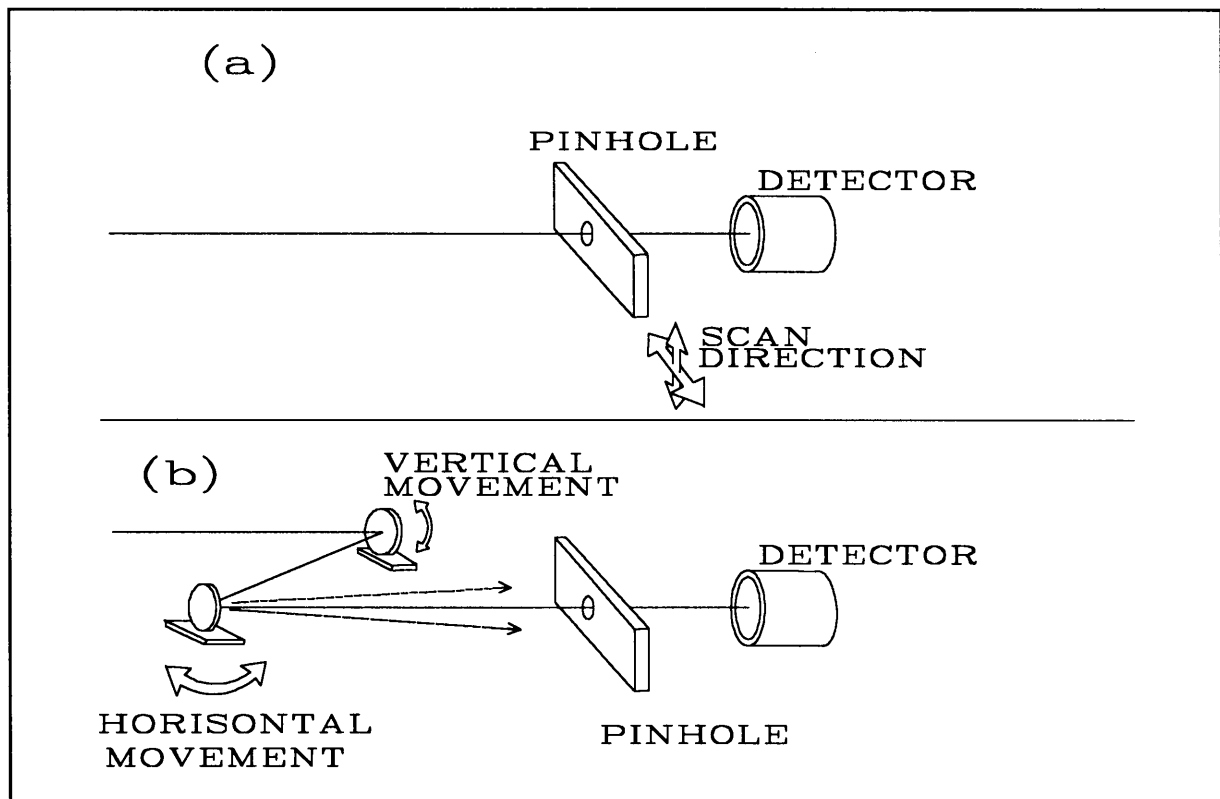 (a)
PINHOLE
DETECTOR
SCAN
DIRECTION
(b)
VERTICAL
MOVEMENT
DETECTOR
HORISONTAL
MOVEMENT
PINHOLE